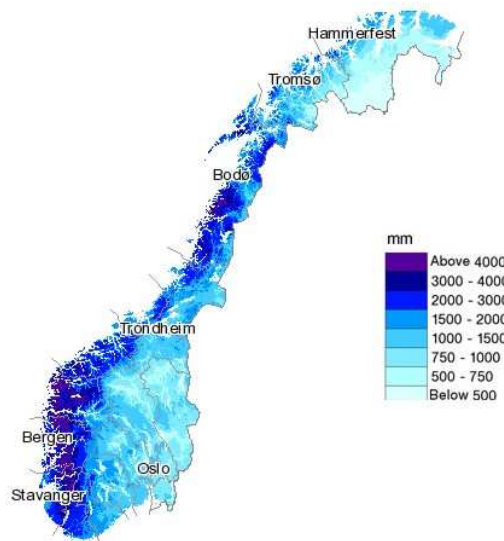 Hammerfest
Tromsø
Bodø
Trondheim
Bergen
Oslo
Stavanger
mm
Above 4000
3000 - 4000
2000 - 3000
1500 - 2000
1000 - 1500
750 - 1000
500 - 750
Below 500